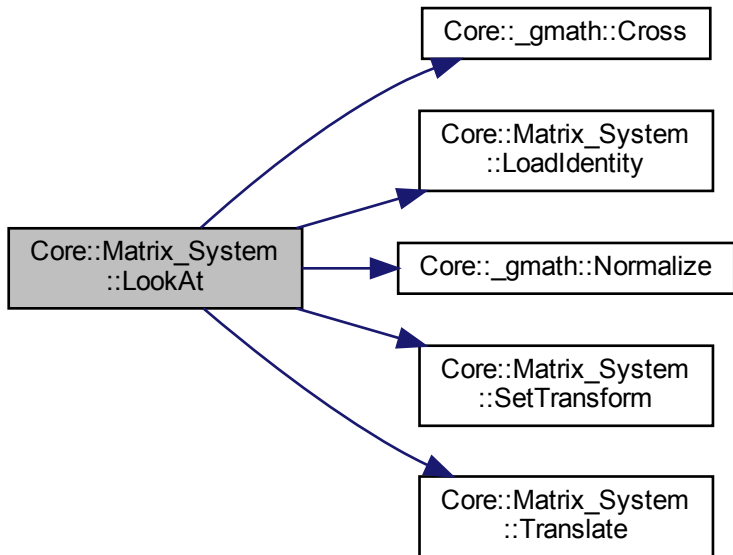 Core::_gmath::Cross
Core::Matrix_System
::LoadIdentity
Core::Matrix_System
::LookAt
Core::_gmath::Normalize
Core::Matrix_System
::SetTransform
Core::Matrix_System
::Translate